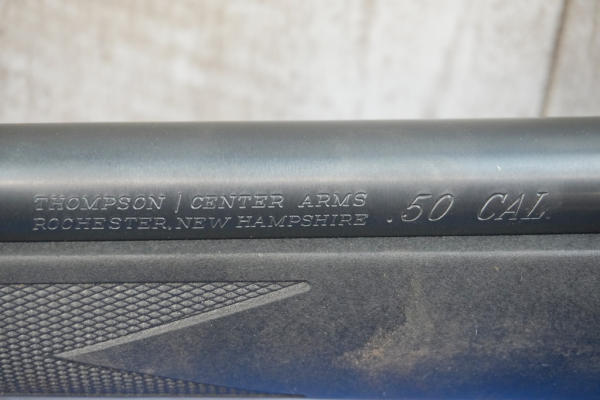 THOMPSON / CENTER ARMS
ROCHESTER, NEW HAMPSHIRE
.50 CAL.